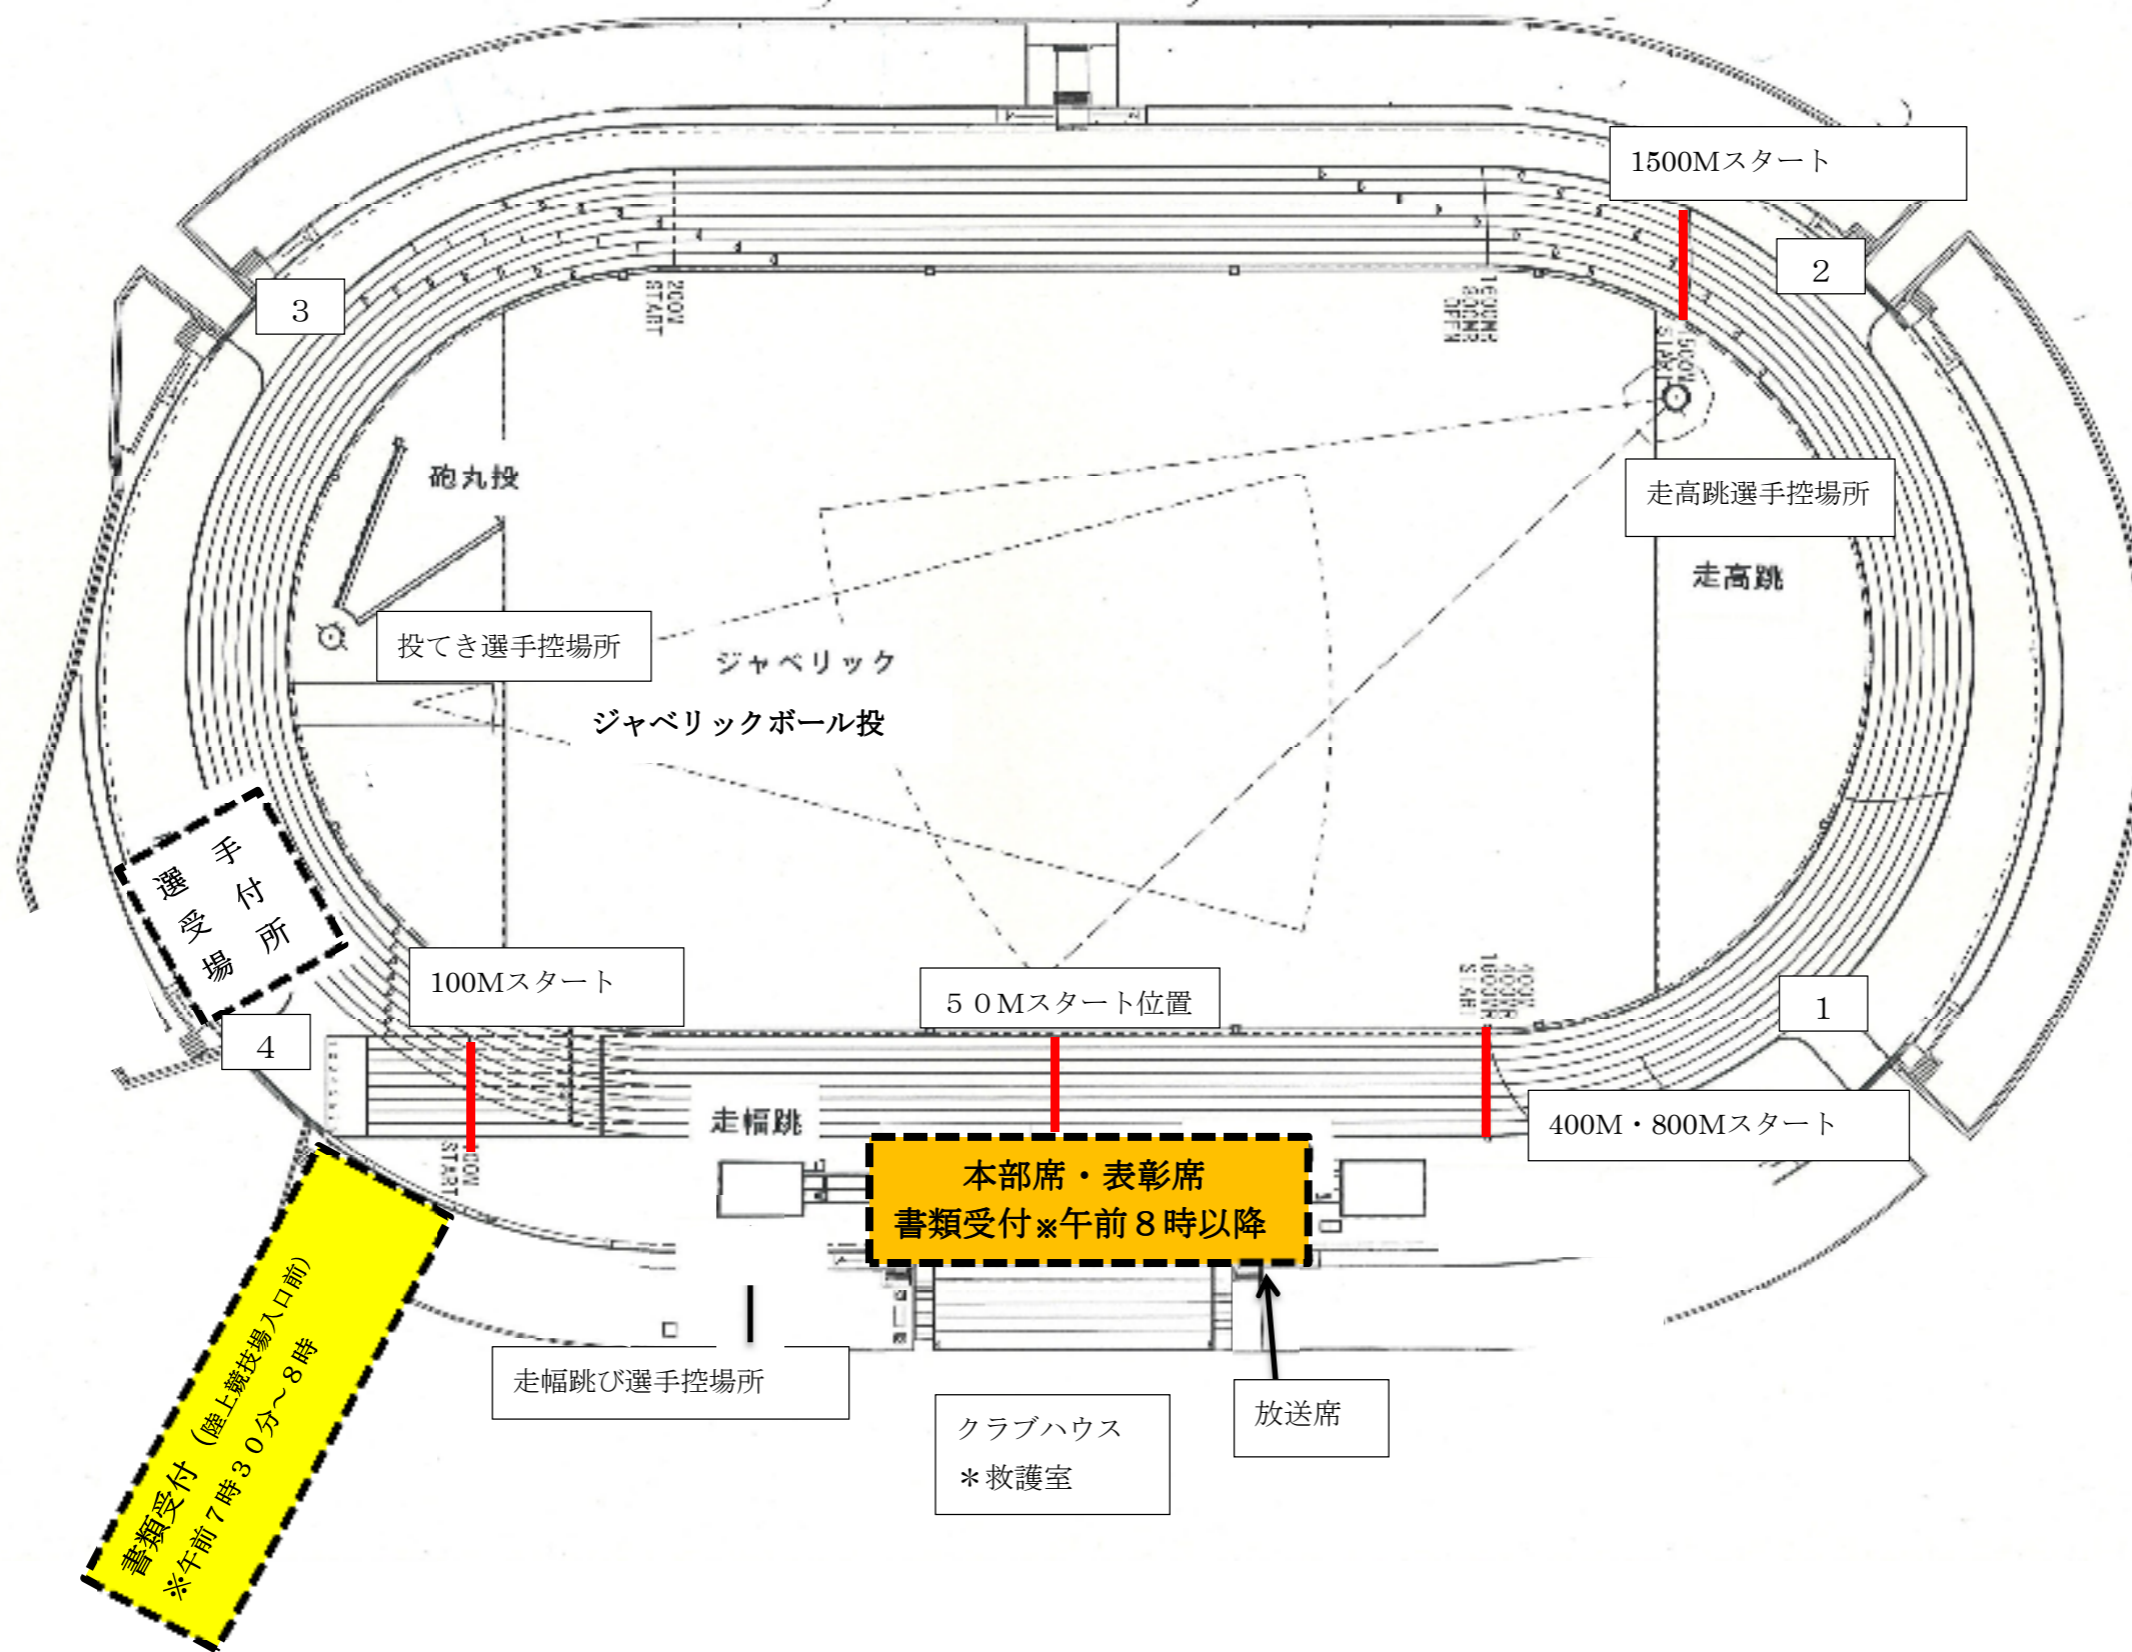 1500Mスタート
2
3
200M
START
1600MR
800MR
OPEN
1500M
START
砲丸投
走高跳選手控場所
走高跳
投てき選手控場所
ジャベリック
ジャベリックボール投
選手
受付
場所
100Mスタート
５０Mスタート位置
1600MR
START
1
4
走幅跳
400M・800Mスタート
100M
START
本部席・表彰席
書類受付※午前８時以降
書類受付（陸上競技場入口前）
※午前７時３０分～８時
走幅跳び選手控場所
クラブハウス
＊救護室
放送席